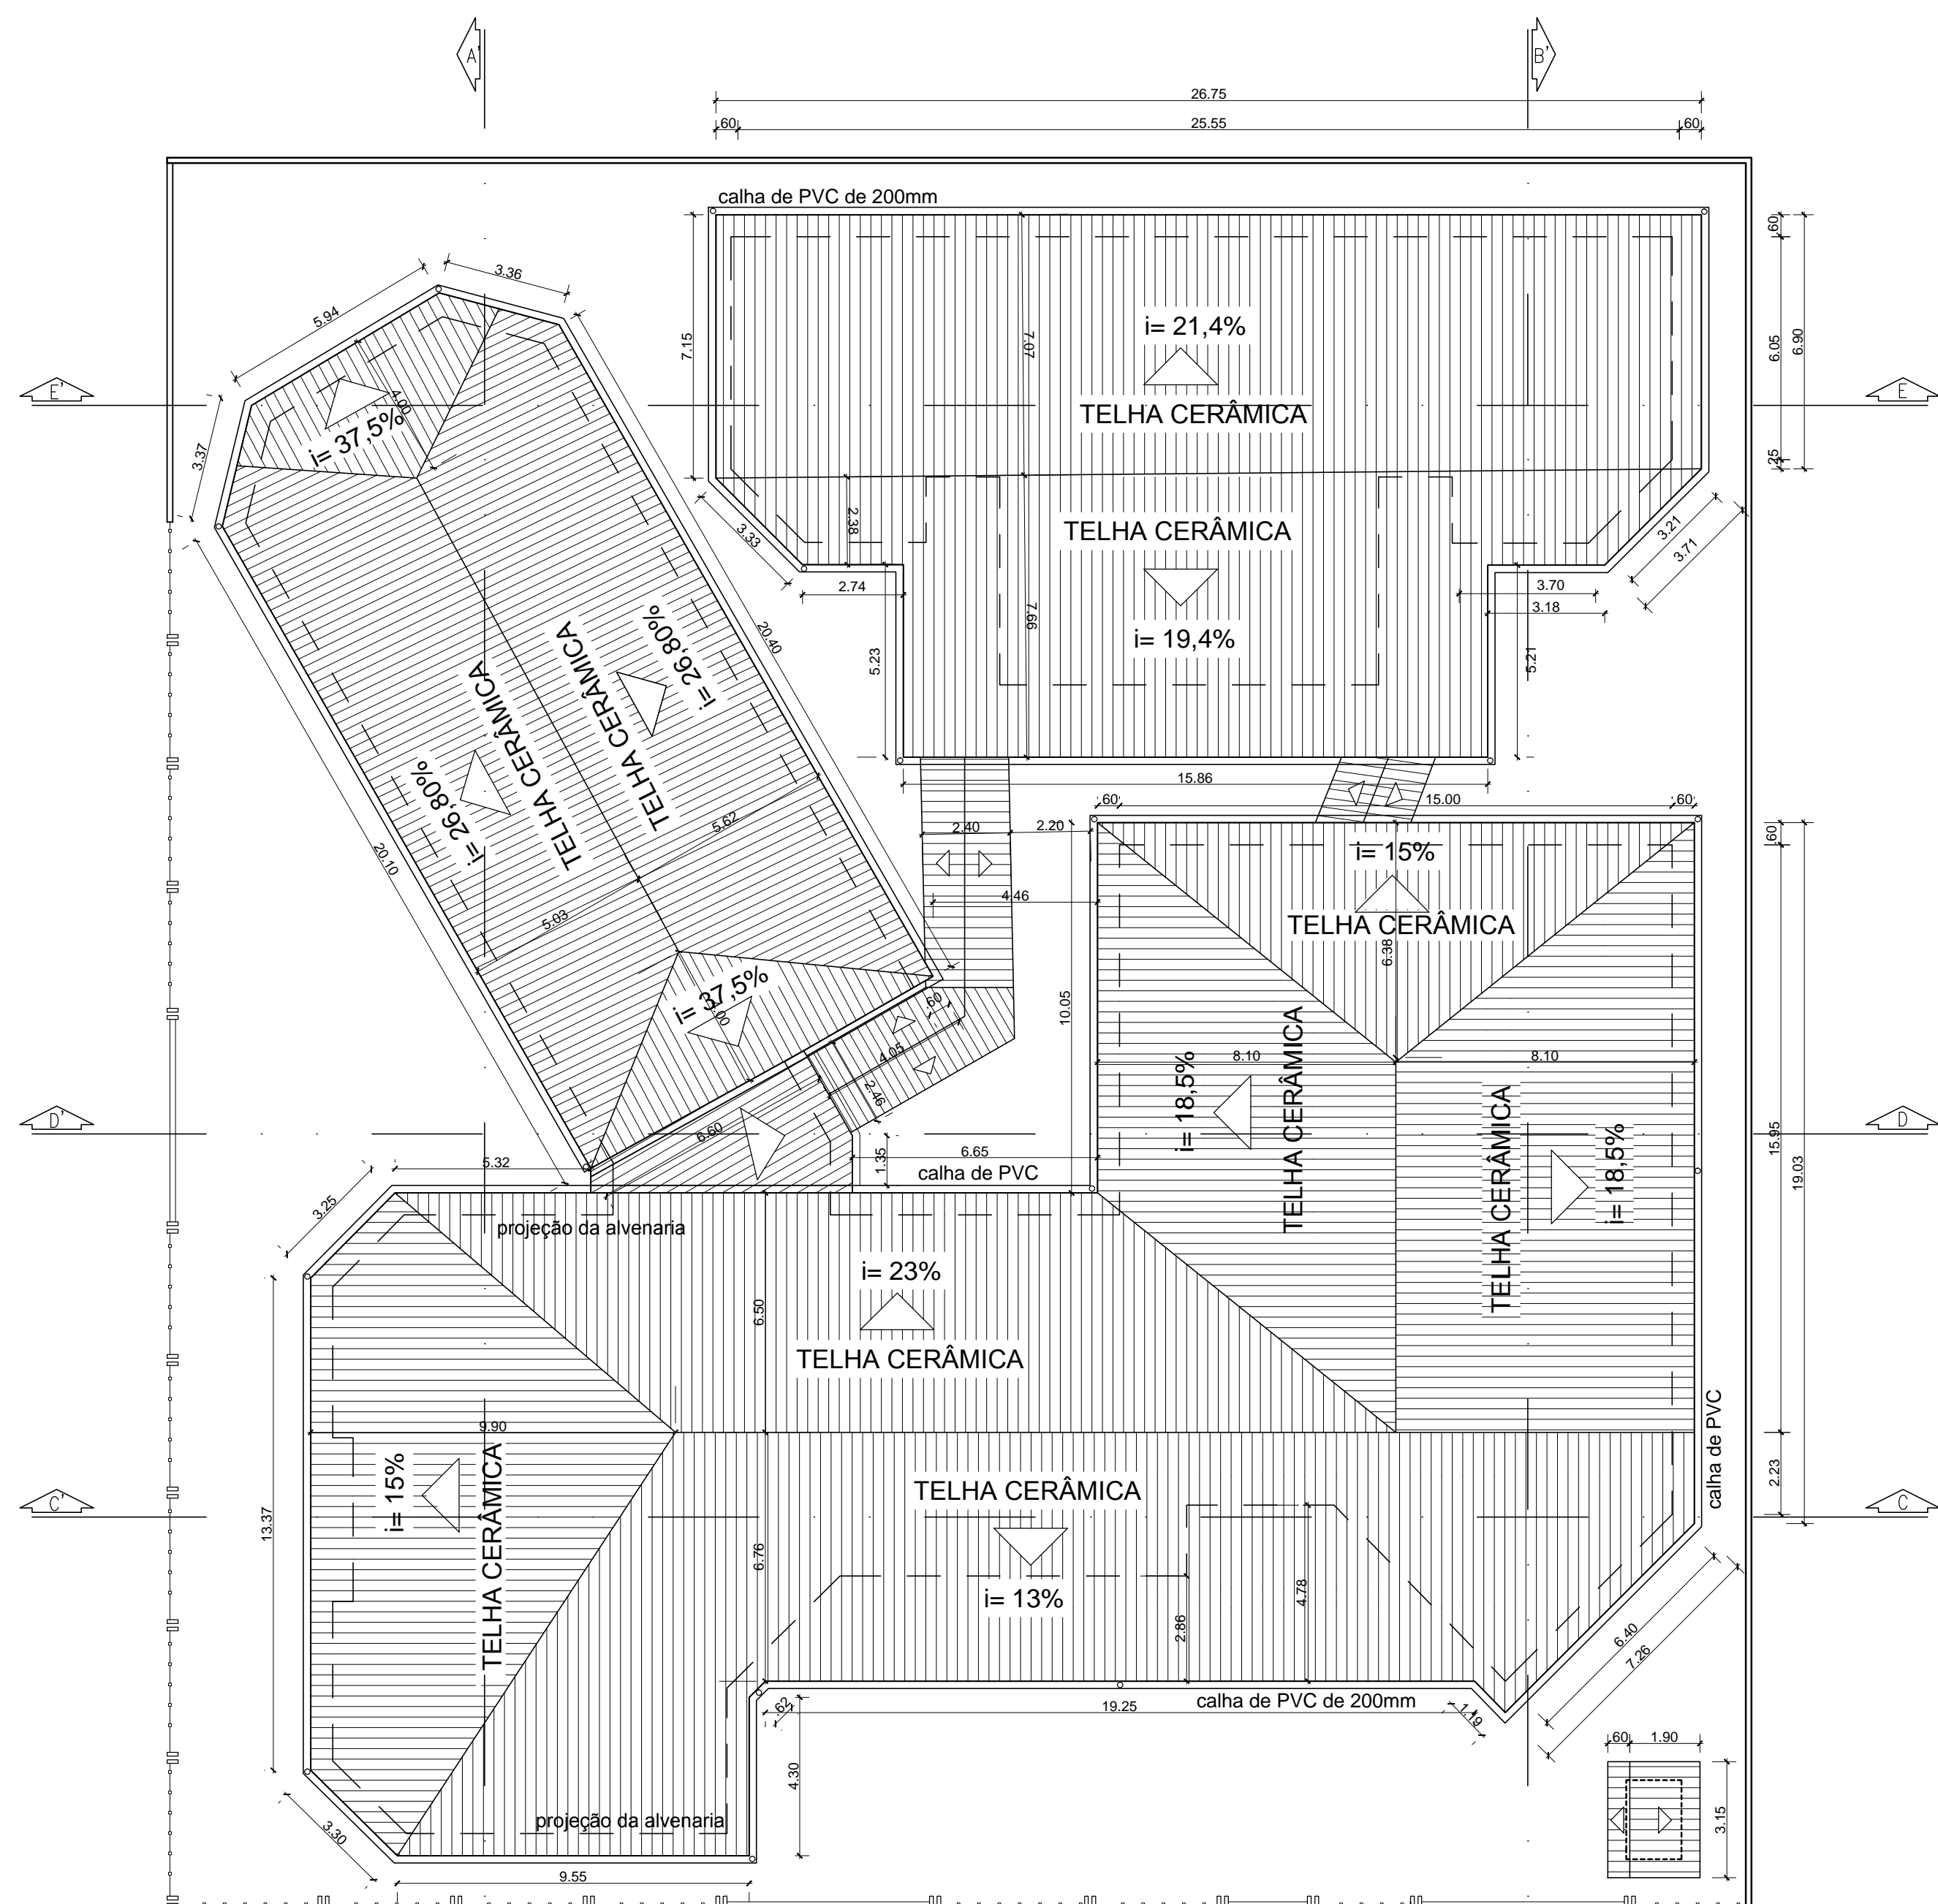 A'
B'
26.75
.60
25.55
.60
calha de PVC de 200mm
3.36
5.94
7.15
7.07
i= 21,4%
TELHA CERÂMICA
.60
6.05
6.90
.25
E'
E
3.37
4.00
i= 37,5%
2.38
TELHA CERÂMICA
3.33
3.21
3.71
2.74
3.70
3.18
7.66
i= 19,4%
5.23
5.21
20.40
i= 26,80%
TELHA CERÂMICA
TELHA CERÂMICA
i= 26,80%
20.10
5.62
5.03
15.86
.60
15.00
.60
2.40
2.20
4.46
.60
i= 15%
TELHA CERÂMICA
6.38
i= 37,5%
.60
4.05
2.46
10.05
8.10
8.10
i= 18,5%
TELHA CERÂMICA
TELHA CERÂMICA
i= 18,5%
15.95
19.03
D'
D
6.60
1.35
6.65
5.32
calha de PVC
3.25
projeção da alvenaria
i= 23%
6.50
TELHA CERÂMICA
9.90
i= 15%
TELHA CERÂMICA
13.37
TELHA CERÂMICA
i= 13%
6.76
2.86
4.78
calha de PVC
2.23
C'
C
6.40
7.26
.62
19.25
calha de PVC de 200mm
1.19
4.30
.60
1.90
3.15
projeção da alvenaria
3.30
9.55